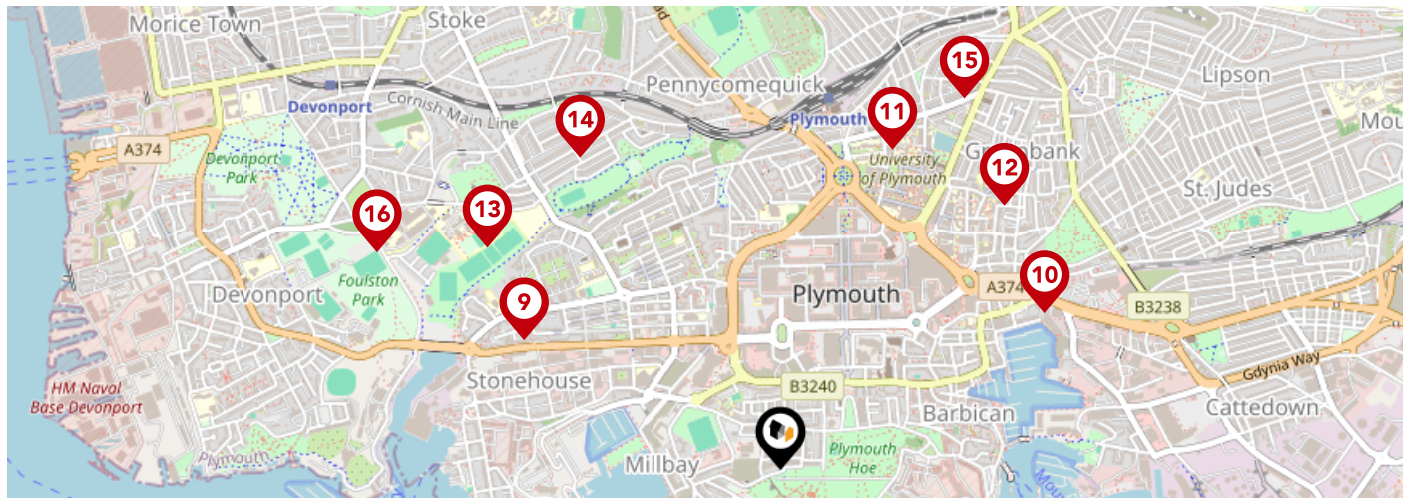 Morice Town
Stoke
Pennycomequick
Lipson
15
Devonport
Cornish Main Line
14
Plymouth
11
A374
Devonport
Park
University
of Plymouth
Greenbank
12
St. Judes
16
13
Foulston
Park
Devonport
9
Plymouth
A374
10
B3238
Stonehouse
B3240
Gdynia Way
HM Naval
Base Devonport
Barbican
Cattedown
Plymouth
Hoe
Millbay
Plymouth